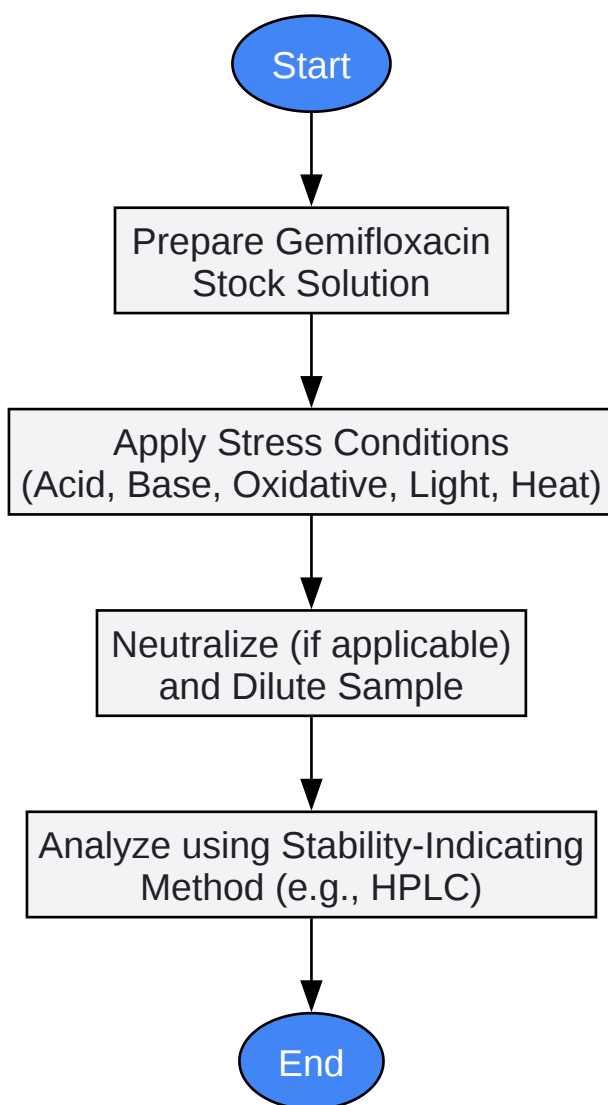 Start
Prepare Gemifloxacin
Stock Solution
Apply Stress Conditions
(Acid, Base, Oxidative, Light, Heat)
Neutralize (if applicable)
and Dilute Sample
Analyze using Stability-Indicating
Method (e.g., HPLC)
End